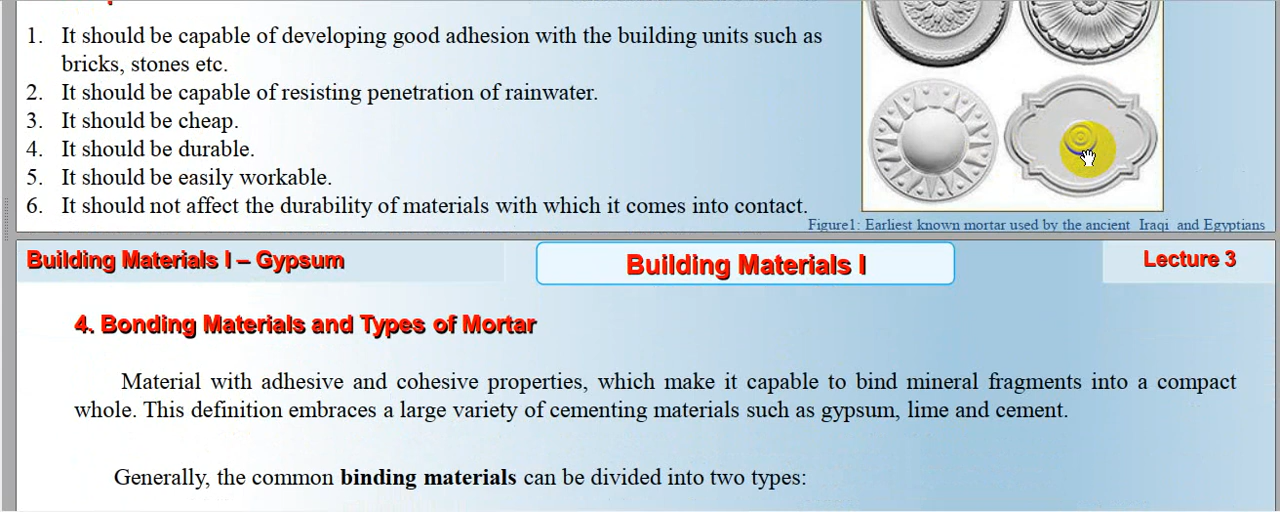 1. It should be capable of developing good adhesion with the building units such as
bricks, stones etc.
2. It should be capable of resisting penetration of rainwater.
3. It should be cheap.
4. It should be durable.
5. It should be easily workable.
6. It should not affect the durability of materials with which it comes into contact.
Figure1: Earliest known mortar used by the ancient Iraqi and Egyptians
Building Materials I – Gypsum
Building Materials I
Lecture 3
4. Bonding Materials and Types of Mortar
Material with adhesive and cohesive properties, which make it capable to bind mineral fragments into a compact
whole. This definition embraces a large variety of cementing materials such as gypsum, lime and cement.
Generally, the common binding materials can be divided into two types: